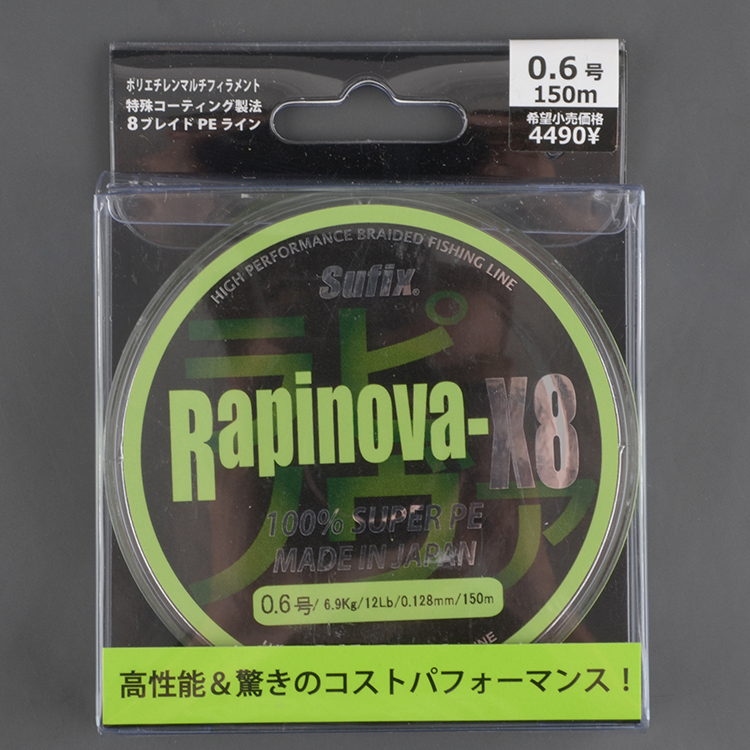 ポリエチレンマルチフィラメント
特殊コーティング製法
8ブレイドPEライン
0.6号
150m
希望小売価格
4490¥
HIGH PERFORMANCE BRAIDED FISHING LINE
Sufix®
ラピ
ノヴァ
Rapinova-X8
100% SUPER PE
MADE IN JAPAN
0.6号/6.9Kg/12Lb/0.128mm/150m
高性能&驚きのコストパフォーマンス!